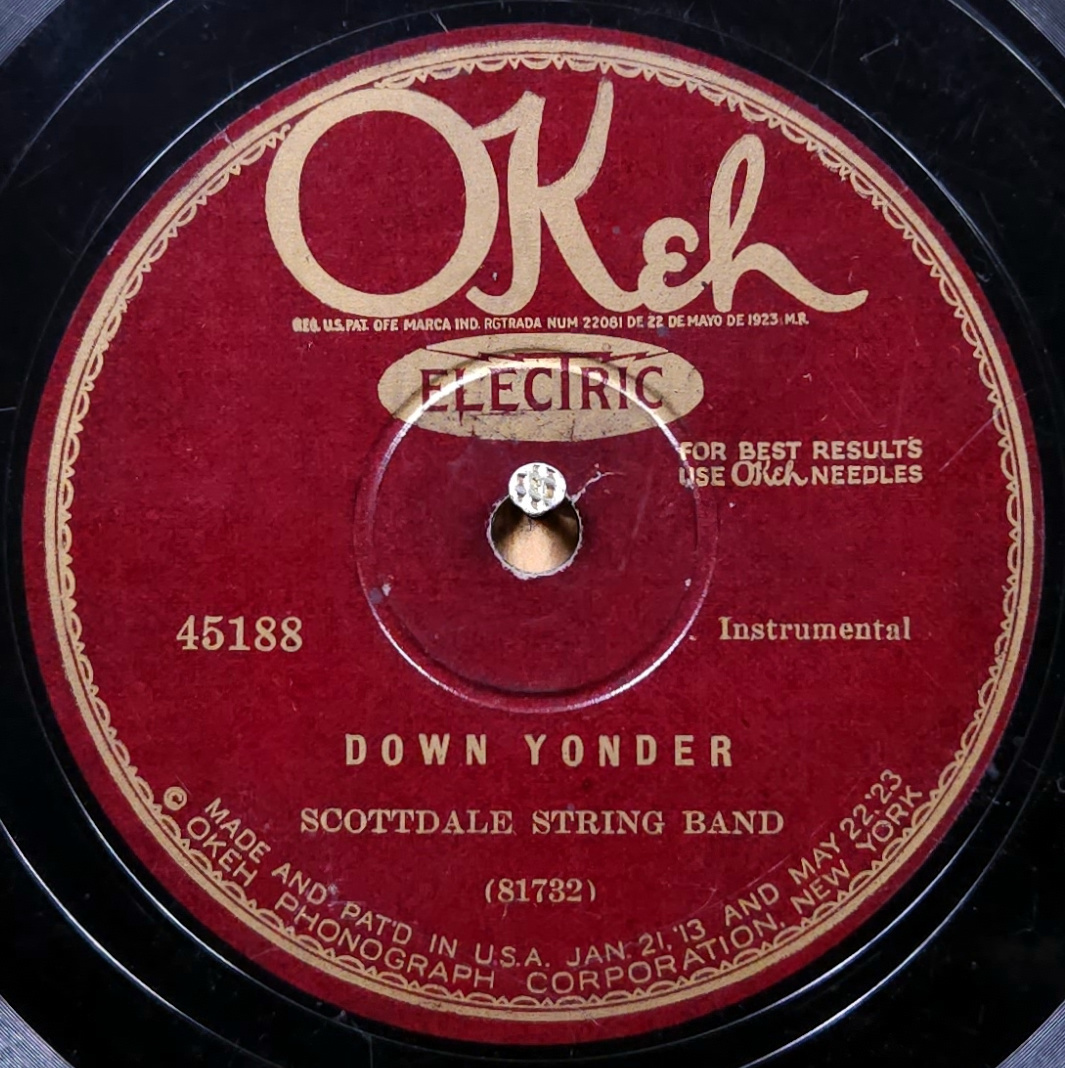 OKeh
REG. U.S. PAT. OFF. MARCA IND. RGTRADA NUM 22081 DE 22 DE MAYO DE 1923 M.R.
ELECTRIC
FOR BEST RESULTS
USE OKeh NEEDLES
45188
Instrumental
DOWN YONDER
SCOTTDALE STRING BAND
(81732)
© MADE AND PAT'D IN U.S.A. JAN. 21, '13 AND MAY 22, '23
OKEH PHONOGRAPH CORPORATION, NEW YORK